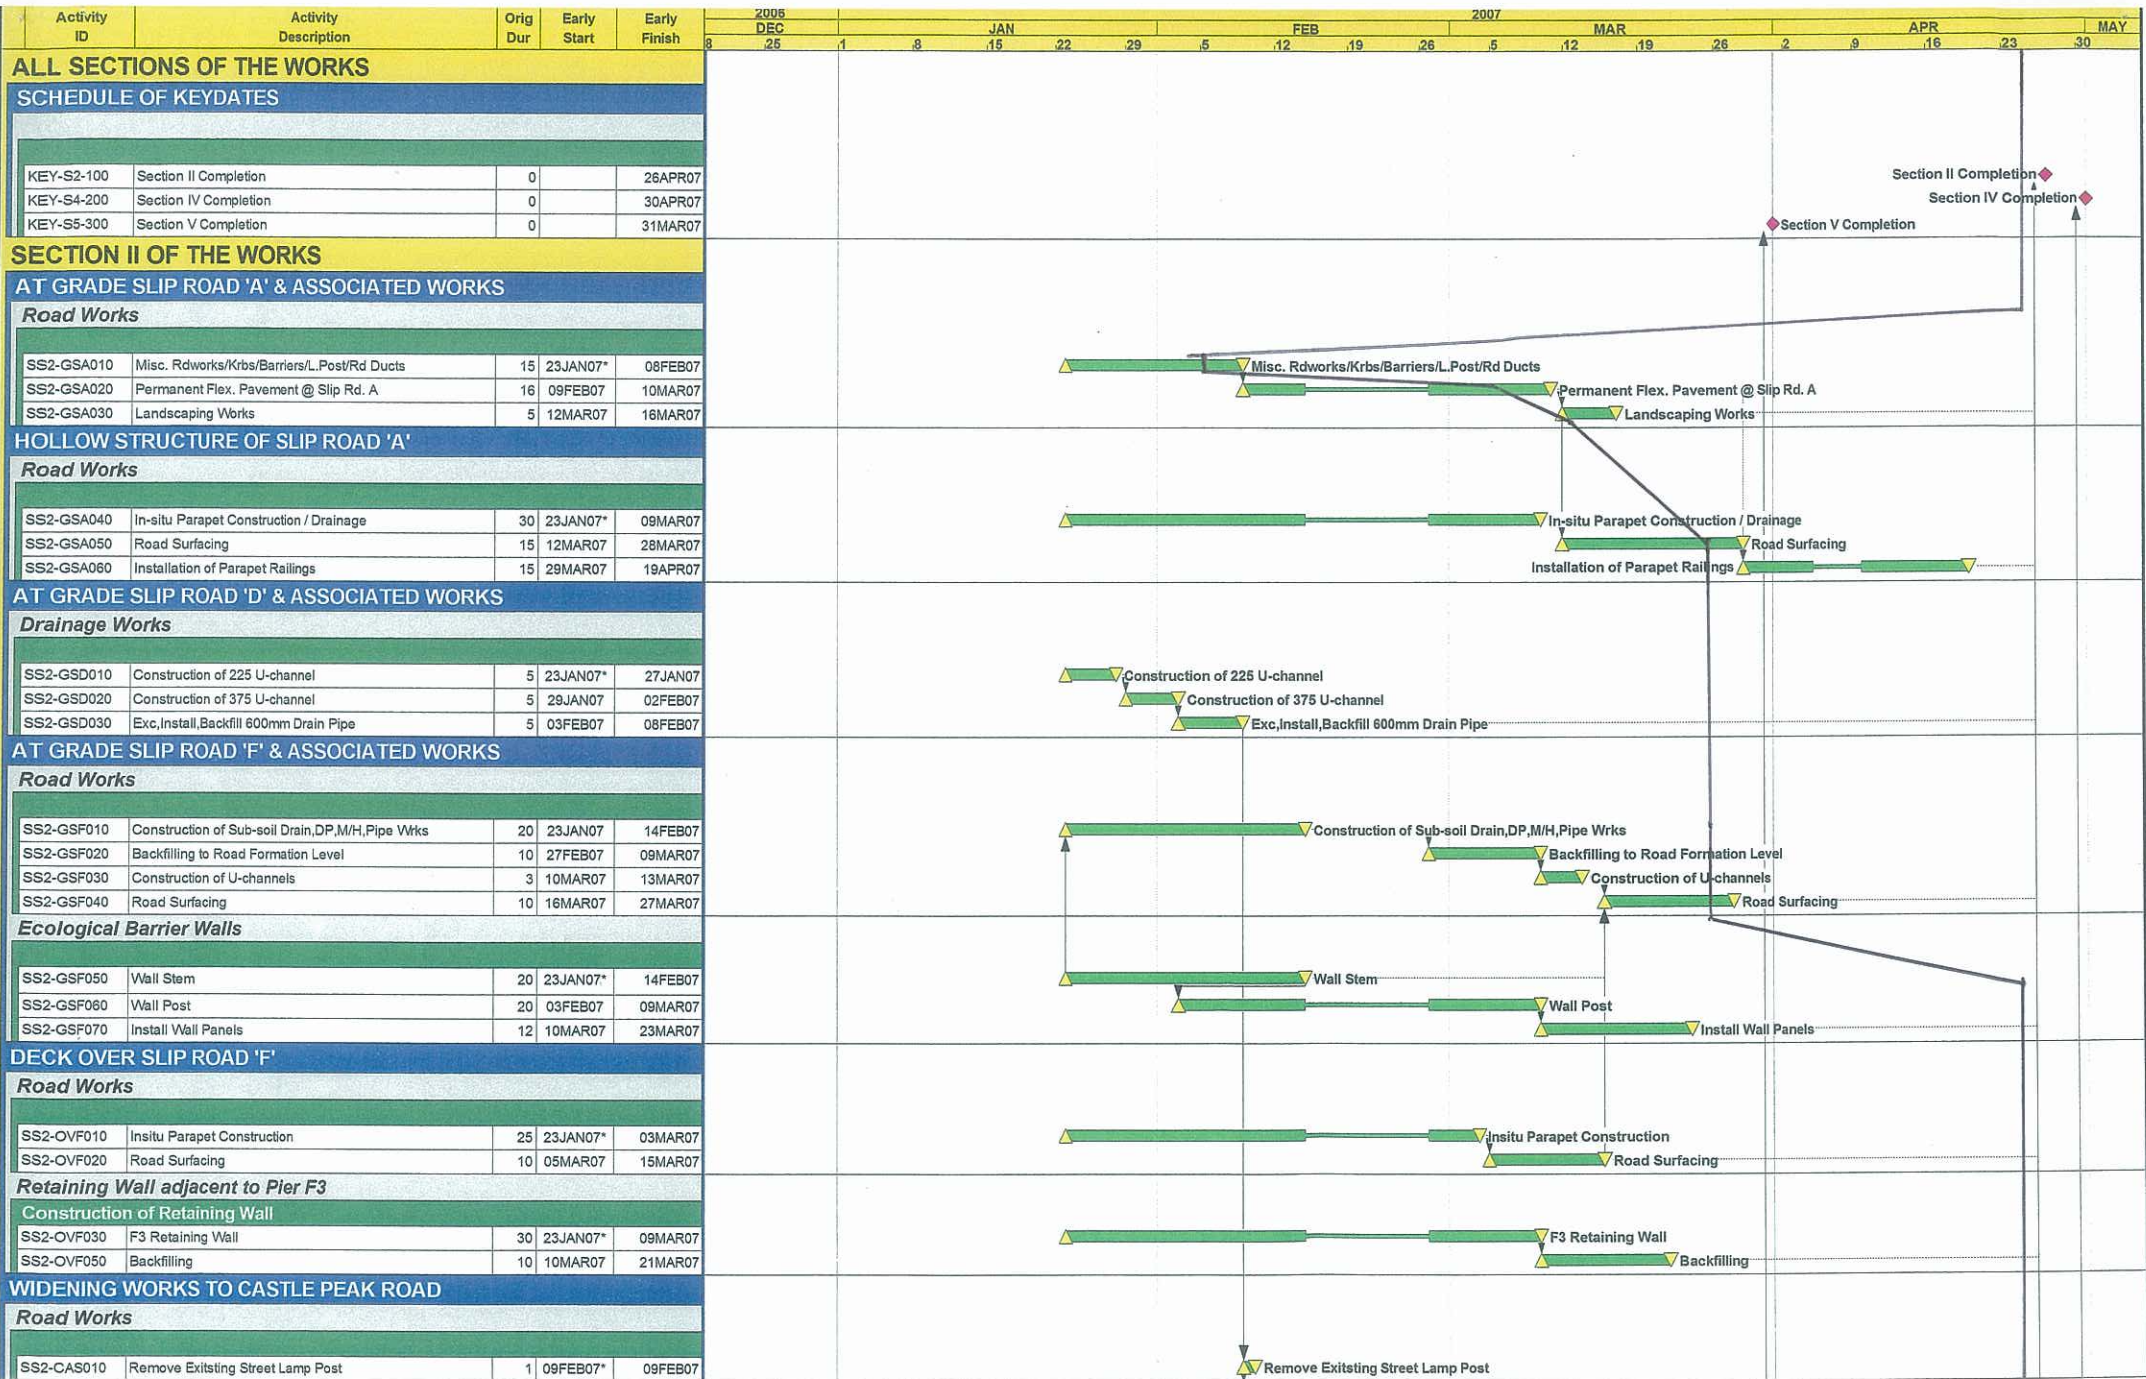 Activity ID Activity Description Orig Dur Early Start Early Finish
2006 2007
DEC JAN FEB MAR APR MAY
8 25 1 8 15 22 29 5 12 19 26 5 12 19 26 2 9 16 23 30
ALL SECTIONS OF THE WORKS
SCHEDULE OF KEYDATES
KEY-S2-100 Section II Completion 0 26APR07 Section II Completion
KEY-S4-200 Section IV Completion 0 30APR07 Section IV Completion
KEY-S5-300 Section V Completion 0 31MAR07 Section V Completion
SECTION II OF THE WORKS
AT GRADE SLIP ROAD 'A' & ASSOCIATED WORKS
Road Works
SS2-GSA010 Misc. Rdworks/Krbs/Barriers/L.Post/Rd Ducts 15 23JAN07* 08FEB07 Misc. Rdworks/Krbs/Barriers/L.Post/Rd Ducts
SS2-GSA020 Permanent Flex. Pavement @ Slip Rd. A 16 09FEB07 10MAR07 Permanent Flex. Pavement @ Slip Rd. A
SS2-GSA030 Landscaping Works 5 12MAR07 16MAR07 Landscaping Works
HOLLOW STRUCTURE OF SLIP ROAD 'A'
Road Works
SS2-GSA040 In-situ Parapet Construction / Drainage 30 23JAN07* 09MAR07 In-situ Parapet Construction / Drainage
SS2-GSA050 Road Surfacing 15 12MAR07 28MAR07 Road Surfacing
SS2-GSA060 Installation of Parapet Railings 15 29MAR07 19APR07 Installation of Parapet Railings
AT GRADE SLIP ROAD 'D' & ASSOCIATED WORKS
Drainage Works
SS2-GSD010 Construction of 225 U-channel 5 23JAN07* 27JAN07 Construction of 225 U-channel
SS2-GSD020 Construction of 375 U-channel 5 29JAN07 02FEB07 Construction of 375 U-channel
SS2-GSD030 Exc,Install,Backfill 600mm Drain Pipe 5 03FEB07 08FEB07 Exc,Install,Backfill 600mm Drain Pipe
AT GRADE SLIP ROAD 'F' & ASSOCIATED WORKS
Road Works
SS2-GSF010 Construction of Sub-soil Drain,DP,M/H,Pipe Wrks 20 23JAN07 14FEB07 Construction of Sub-soil Drain,DP,M/H,Pipe Wrks
SS2-GSF020 Backfilling to Road Formation Level 10 27FEB07 09MAR07 Backfilling to Road Formation Level
SS2-GSF030 Construction of U-channels 3 10MAR07 13MAR07 Construction of U-channels
SS2-GSF040 Road Surfacing 10 16MAR07 27MAR07 Road Surfacing
Ecological Barrier Walls
SS2-GSF050 Wall Stem 20 23JAN07* 14FEB07 Wall Stem
SS2-GSF060 Wall Post 20 03FEB07 09MAR07 Wall Post
SS2-GSF070 Install Wall Panels 12 10MAR07 23MAR07 Install Wall Panels
DECK OVER SLIP ROAD 'F'
Road Works
SS2-OVF010 Insitu Parapet Construction 25 23JAN07* 03MAR07 Insitu Parapet Construction
SS2-OVF020 Road Surfacing 10 05MAR07 15MAR07 Road Surfacing
Retaining Wall adjacent to Pier F3
Construction of Retaining Wall
SS2-OVF030 F3 Retaining Wall 30 23JAN07* 09MAR07 F3 Retaining Wall
SS2-OVF050 Backfilling 10 10MAR07 21MAR07 Backfilling
WIDENING WORKS TO CASTLE PEAK ROAD
Road Works
SS2-CAS010 Remove Exitsting Street Lamp Post 1 09FEB07* 09FEB07 Remove Exitsting Street Lamp Post